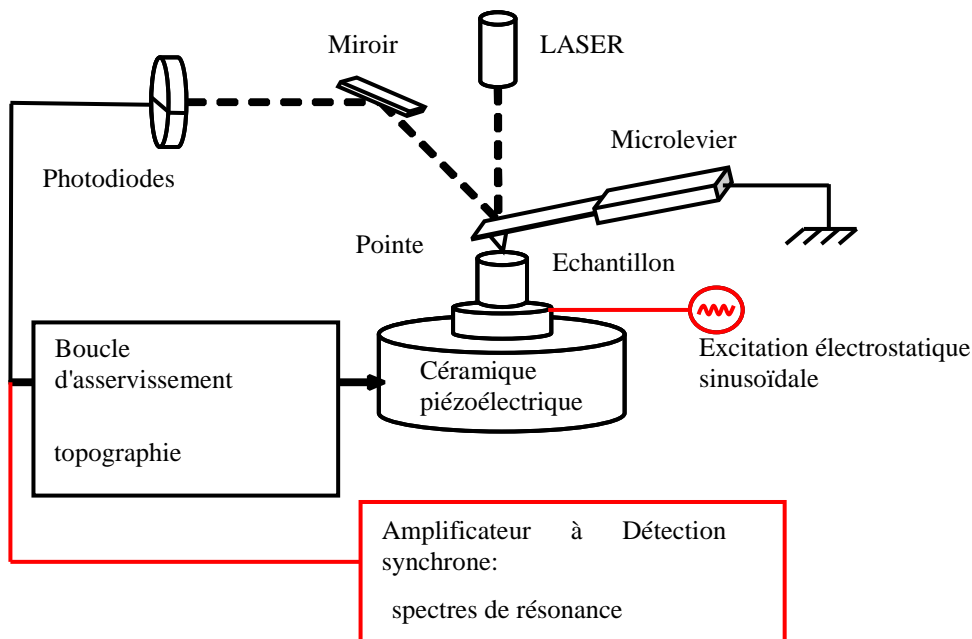 Miroir
LASER
Microlevier
Photodiodes
Pointe
Echantillon
Boucle
d'asservissement
topographie
Céramique
piézoélectrique
Excitation électrostatique
sinusoïdale
Amplificateur à Détection
synchrone:
spectres de résonance